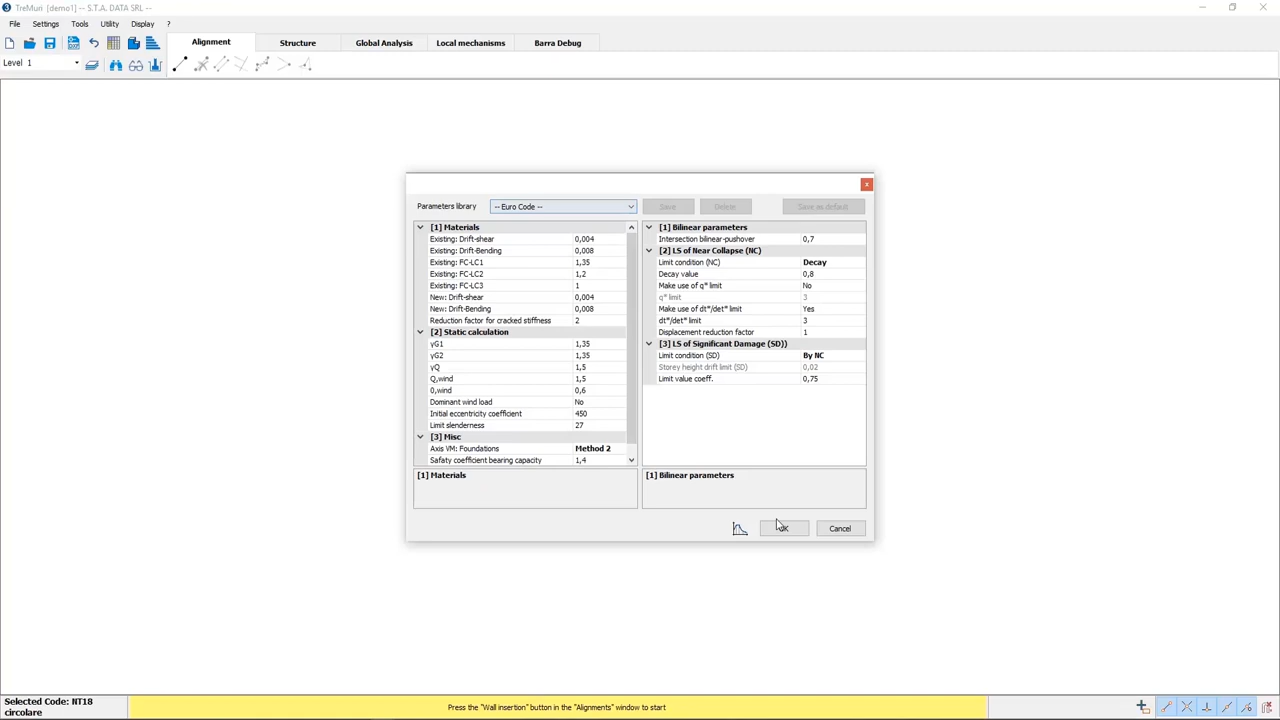 TreMuri [demo1] -- S.T.A. DATA SRL --
File Settings Tools Utility Display ?
Alignment Structure Global Analysis Local mechanisms Barra Debug
Level 1
Parameters library -- Euro Code -- Save Delete Save as default
[1] Materials
Existing: Drift-shear 0,004
Existing: Drift-Bending 0,008
Existing: FC-LC1 1,35
Existing: FC-LC2 1,2
Existing: FC-LC3 1
New: Drift-shear 0,004
New: Drift-Bending 0,008
Reduction factor for cracked stiffness 2
[2] Static calculation
γG1 1,35
γG2 1,35
γQ 1,5
Q,wind 1,5
0,wind 0,6
Dominant wind load No
Initial eccentricity coefficient 450
Limit slenderness 27
[3] Misc
Axis VM: Foundations Method 2
Safaty coefficient bearing capacity 1,4
[1] Materials
[1] Bilinear parameters
Intersection bilinear-pushover 0,7
[2] LS of Near Collapse (NC)
Limit condition (NC) Decay
Decay value 0,8
Make use of q* limit No
q* limit 3
Make use of dt*/det* limit Yes
dt*/det* limit 3
Displacement reduction factor 1
[3] LS of Significant Damage (SD))
Limit condition (SD) By NC
Storey height drift limit (SD) 0,02
Limit value coeff. 0,75
[1] Bilinear parameters
OK Cancel
Selected Code: NT18
circolare
Press the "Wall insertion" button in the "Alignments" window to start